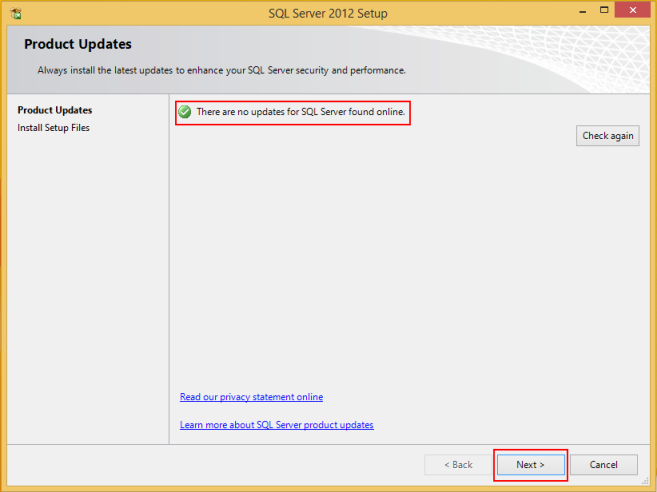 SQL Server 2012 Setup
Product Updates
Always install the latest updates to enhance your SQL Server security and performance.
Product Updates
Install Setup Files
There are no updates for SQL Server found online.
Check again
Read our privacy statement online
Learn more about SQL Server product updates
< Back
Next >
Cancel